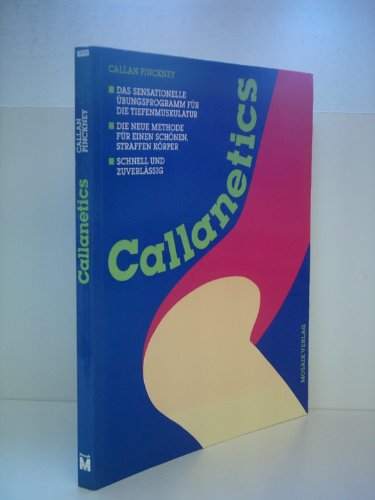 CALLAN PINCKNEY
DAS SENSATIONELLE
ÜBUNGSPROGRAMM FÜR
DIE TIEFENMUSKULATUR
DIE NEUE METHODE
FÜR EINEN SCHÖNEN,
STRAFFEN KÖRPER
SCHNELL UND
ZUVERLÄSSIG
Callanetics
MOSAIK VERLAG
CALLAN
PINCKNEY
Callanetics
M